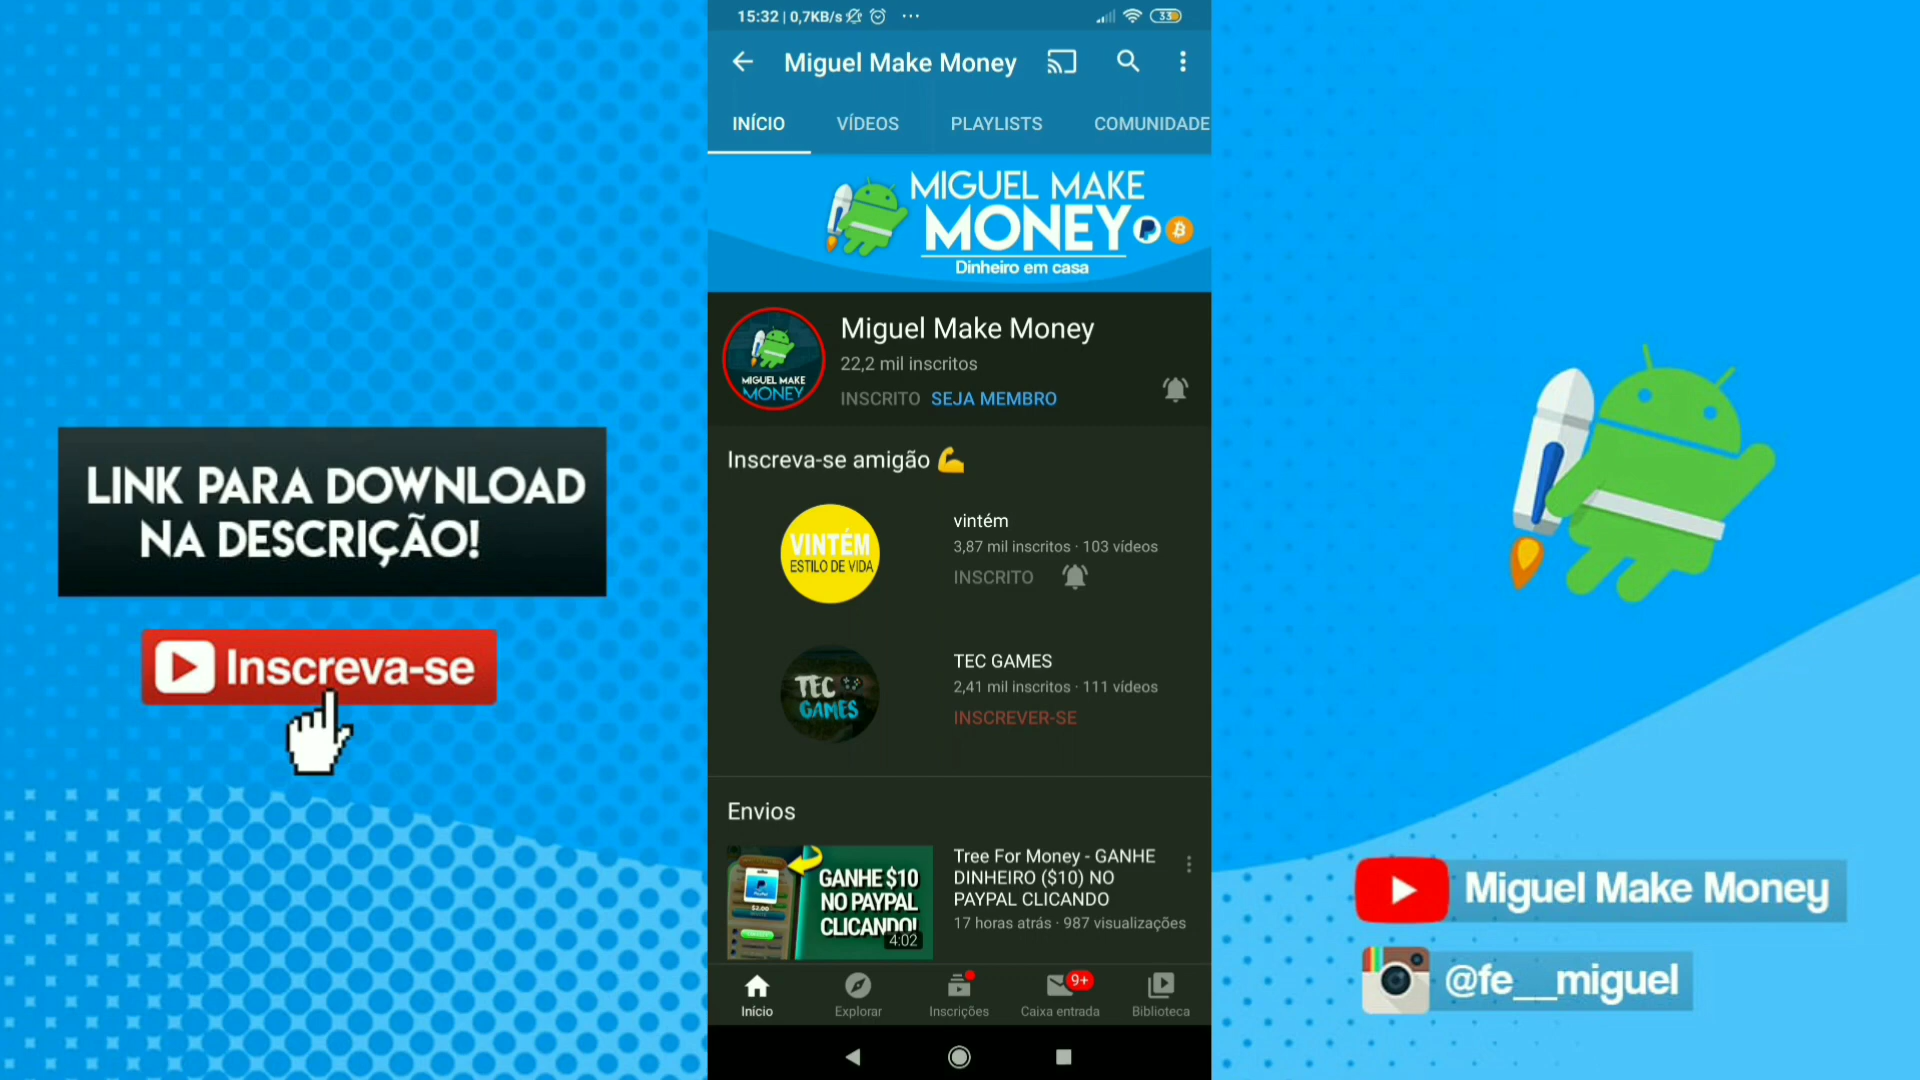 15:32 | 0,7KB/s
33
Miguel Make Money
INÍCIO
VÍDEOS
PLAYLISTS
COMUNIDADE
MIGUEL MAKE
MONEY
Dinheiro em casa
MIGUEL MAKE
MONEY
Miguel Make Money
22,2 mil inscritos
INSCRITO SEJA MEMBRO
Inscreva-se amigão
VINTÉM
ESTILO DE VIDA
vintém
3,87 mil inscritos · 103 vídeos
INSCRITO
TEC
GAMES
TEC GAMES
2,41 mil inscritos · 111 vídeos
INSCREVER-SE
Envios
GANHE $10
NO PAYPAL
CLICANDO!
4:02
Tree For Money - GANHE
DINHEIRO ($10) NO
PAYPAL CLICANDO
17 horas atrás · 987 visualizações
Início
Explorar
Inscrições
9+
Caixa entrada
Biblioteca
LINK PARA DOWNLOAD
NA DESCRIÇÃO!
Inscreva-se
Miguel Make Money
@fe__miguel